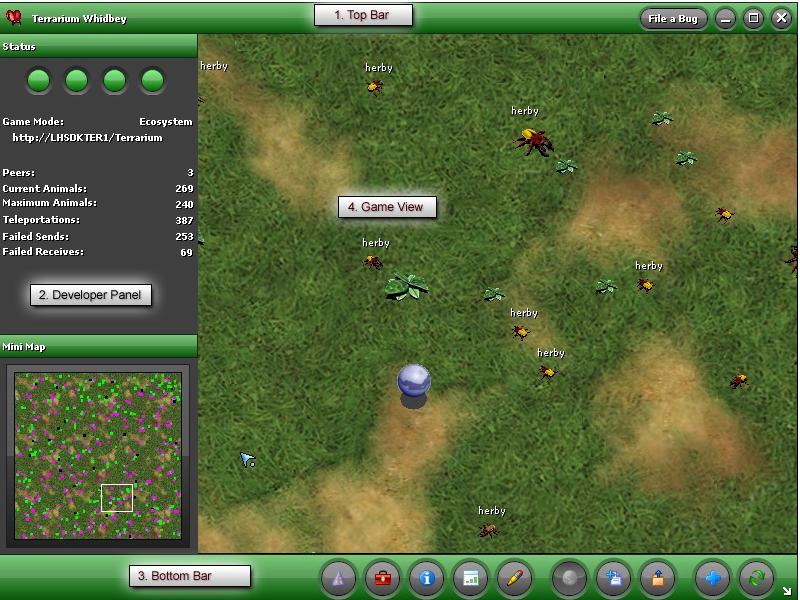 Terrarium Whidbey
1. Top Bar
File a Bug
Status
Game Mode: Ecosystem
http://LHSDKTER1/Terrarium
Peers: 3
Current Animals: 269
Maximum Animals: 240
Teleportations: 387
Failed Sends: 253
Failed Receives: 69
2. Developer Panel
Mini Map
herby
herby
herby
4. Game View
herby
herby
herby
herby
herby
3. Bottom Bar